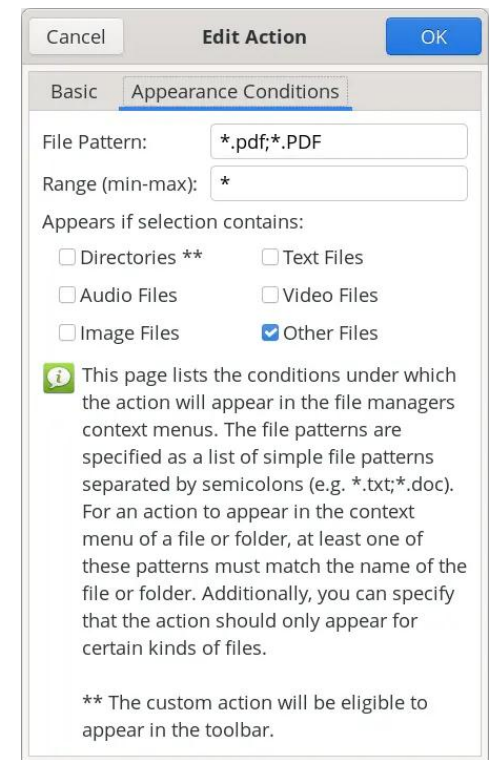 Cancel Edit Action OK
Basic Appearance Conditions
File Pattern: *.pdf;*.PDF
Range (min-max): *
Appears if selection contains:
Directories ** Text Files
Audio Files Video Files
Image Files Other Files
This page lists the conditions under which
the action will appear in the file managers
context menus. The file patterns are
specified as a list of simple file patterns
separated by semicolons (e.g. *.txt;*.doc).
For an action to appear in the context
menu of a file or folder, at least one of
these patterns must match the name of the
file or folder. Additionally, you can specify
that the action should only appear for
certain kinds of files.
** The custom action will be eligible to
appear in the toolbar.